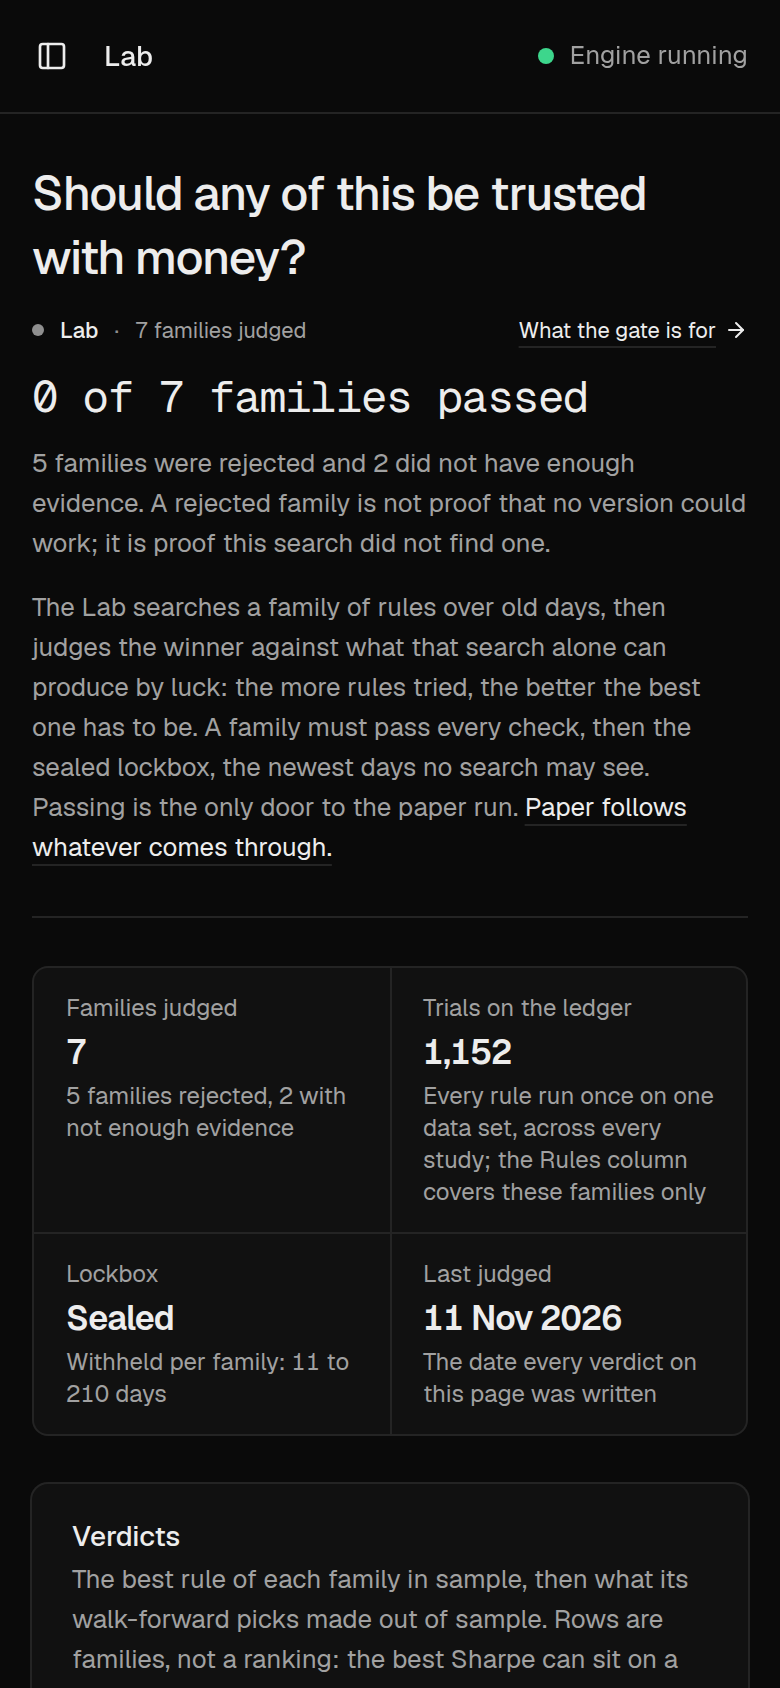 Lab
Engine running
Should any of this be trusted
with money?
Lab · 7 families judged
What the gate is for →
0 of 7 families passed
5 families were rejected and 2 did not have enough
evidence. A rejected family is not proof that no version could
work; it is proof this search did not find one.
The Lab searches a family of rules over old days, then
judges the winner against what that search alone can
produce by luck: the more rules tried, the better the best
one has to be. A family must pass every check, then the
sealed lockbox, the newest days no search may see.
Passing is the only door to the paper run. Paper follows
whatever comes through.
Families judged
7
5 families rejected, 2 with
not enough evidence
Trials on the ledger
1,152
Every rule run once on one
data set, across every
study; the Rules column
covers these families only
Lockbox
Sealed
Withheld per family: 11 to
210 days
Last judged
11 Nov 2026
The date every verdict on
this page was written
Verdicts
The best rule of each family in sample, then what its
walk-forward picks made out of sample. Rows are
families, not a ranking: the best Sharpe can sit on a